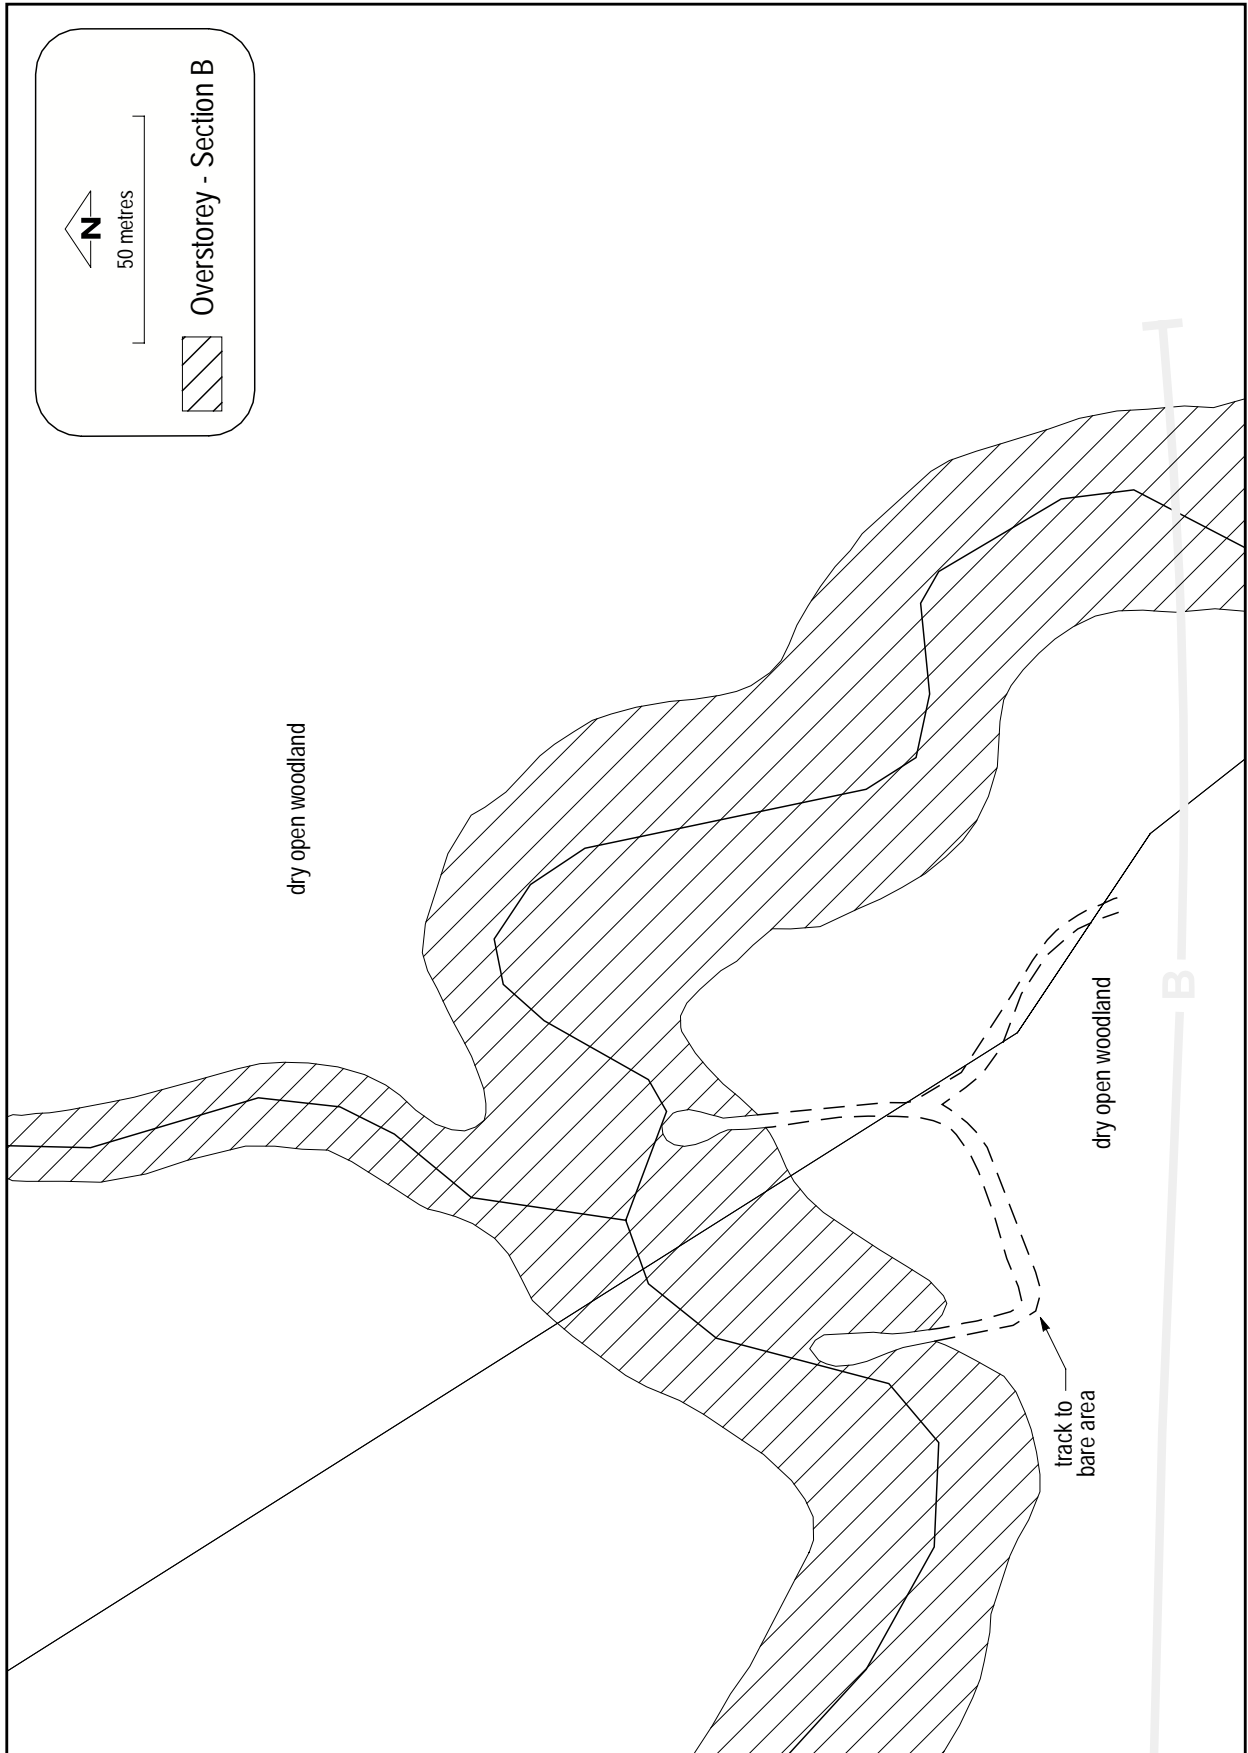 N
50 metres
Overstorey - Section B
dry open woodland
dry open woodland
B
track to
bare area